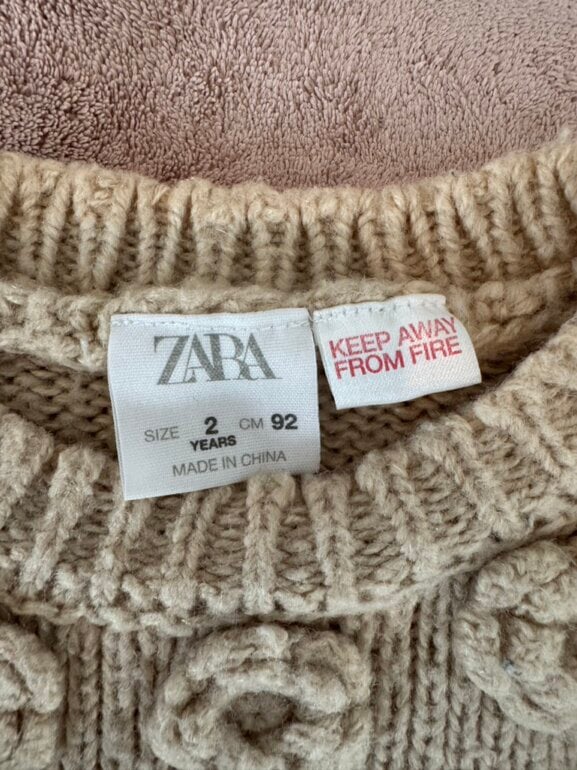 ZARA
SIZE 2 YEARS CM 92
MADE IN CHINA
KEEP AWAY
FROM FIRE